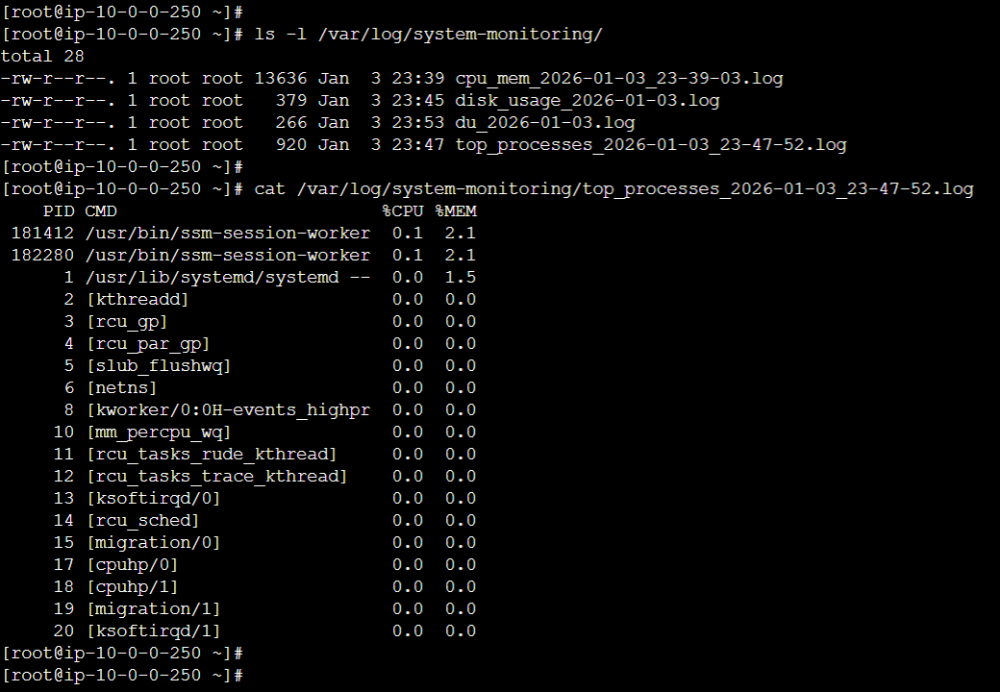 [root@ip-10-0-0-250 ~]#
[root@ip-10-0-0-250 ~]# ls -l /var/log/system-monitoring/
total 28
-rw-r--r--. 1 root root 13636 Jan  3 23:39 cpu_mem_2026-01-03_23-39-03.log
-rw-r--r--. 1 root root   379 Jan  3 23:45 disk_usage_2026-01-03.log
-rw-r--r--. 1 root root   266 Jan  3 23:53 du_2026-01-03.log
-rw-r--r--. 1 root root   920 Jan  3 23:47 top_processes_2026-01-03_23-47-52.log
[root@ip-10-0-0-250 ~]#
[root@ip-10-0-0-250 ~]# cat /var/log/system-monitoring/top_processes_2026-01-03_23-47-52.log
    PID CMD                         %CPU %MEM
 181412 /usr/bin/ssm-session-worker  0.1  2.1
 182280 /usr/bin/ssm-session-worker  0.1  2.1
      1 /usr/lib/systemd/systemd --  0.0  1.5
      2 [kthreadd]                   0.0  0.0
      3 [rcu_gp]                     0.0  0.0
      4 [rcu_par_gp]                 0.0  0.0
      5 [slub_flushwq]               0.0  0.0
      6 [netns]                      0.0  0.0
      8 [kworker/0:0H-events_highpr  0.0  0.0
     10 [mm_percpu_wq]               0.0  0.0
     11 [rcu_tasks_rude_kthread]     0.0  0.0
     12 [rcu_tasks_trace_kthread]    0.0  0.0
     13 [ksoftirqd/0]                0.0  0.0
     14 [rcu_sched]                  0.0  0.0
     15 [migration/0]                0.0  0.0
     17 [cpuhp/0]                    0.0  0.0
     18 [cpuhp/1]                    0.0  0.0
     19 [migration/1]                0.0  0.0
     20 [ksoftirqd/1]                0.0  0.0
[root@ip-10-0-0-250 ~]#
[root@ip-10-0-0-250 ~]#